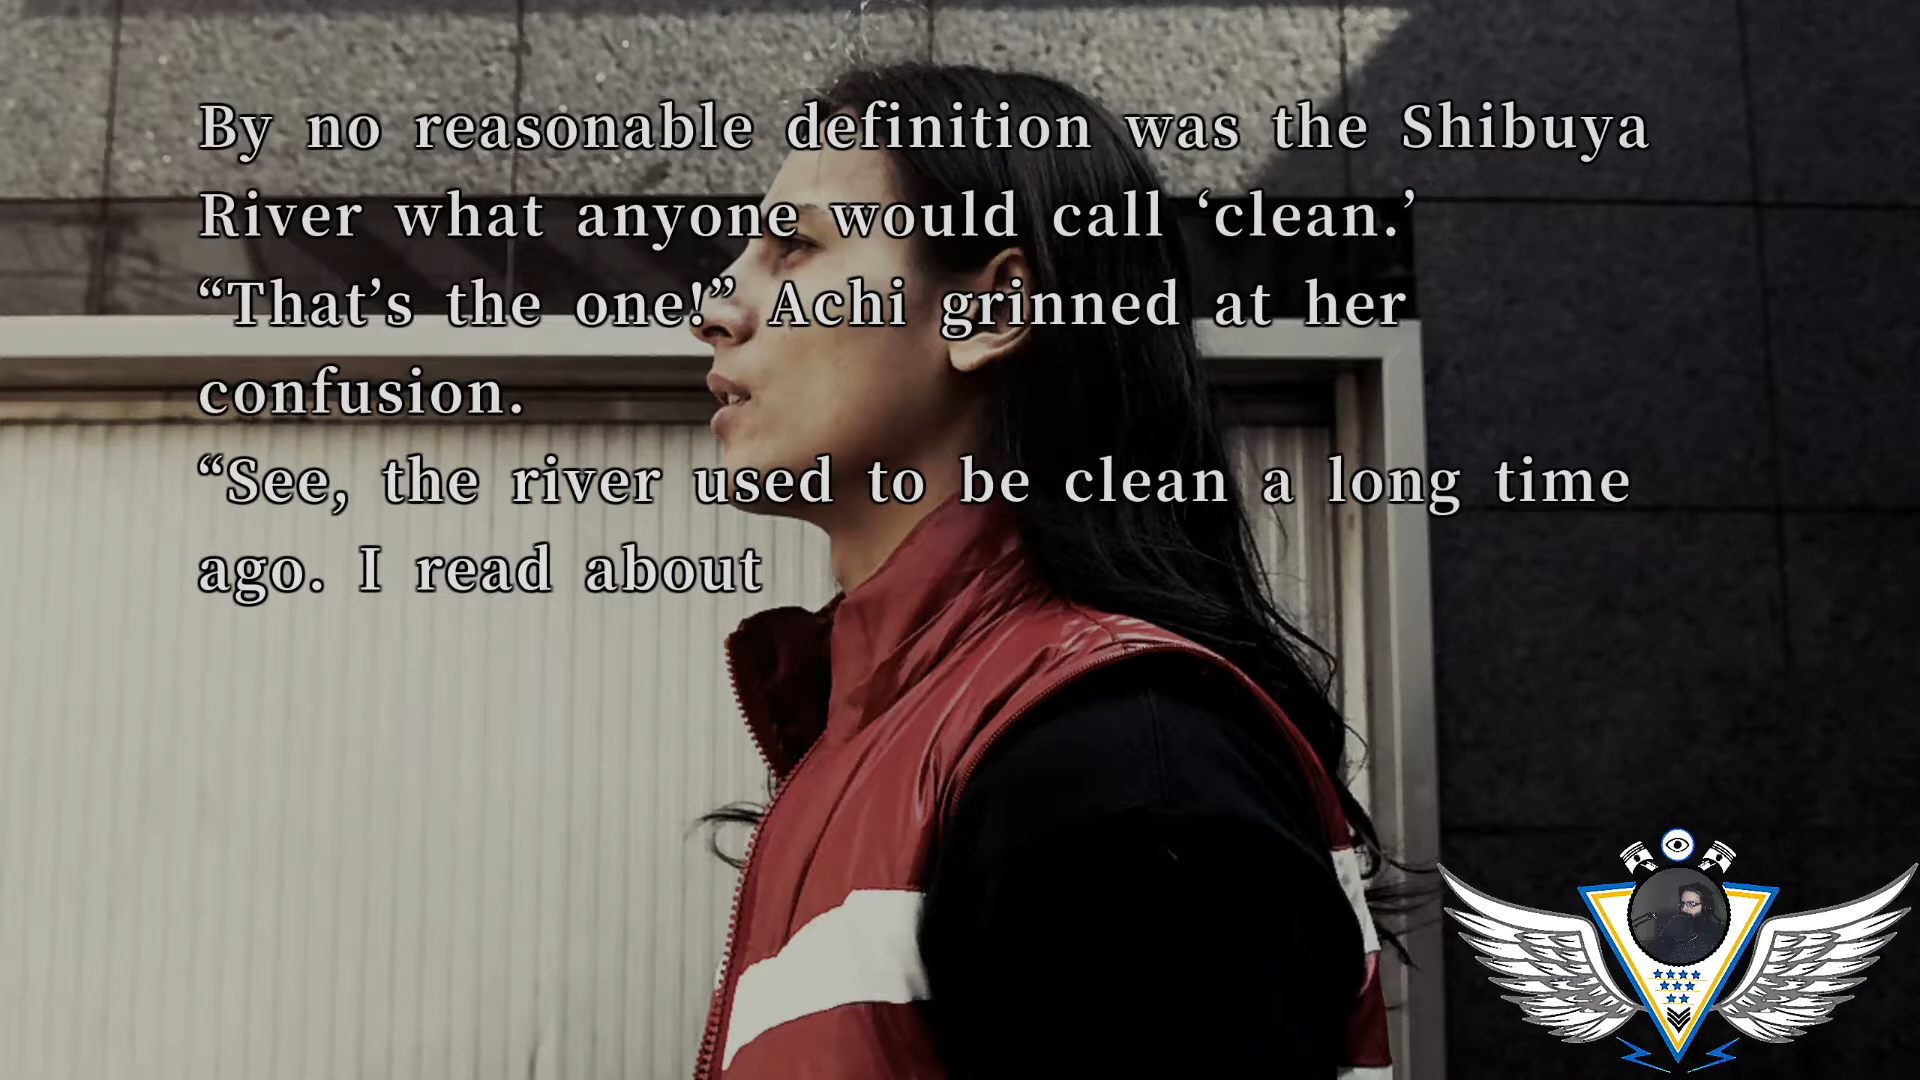 By no reasonable definition was the Shibuya
River what anyone would call ‘clean.’
“That’s the one!” Achi grinned at her
confusion.
“See, the river used to be clean a long time
ago. I read about